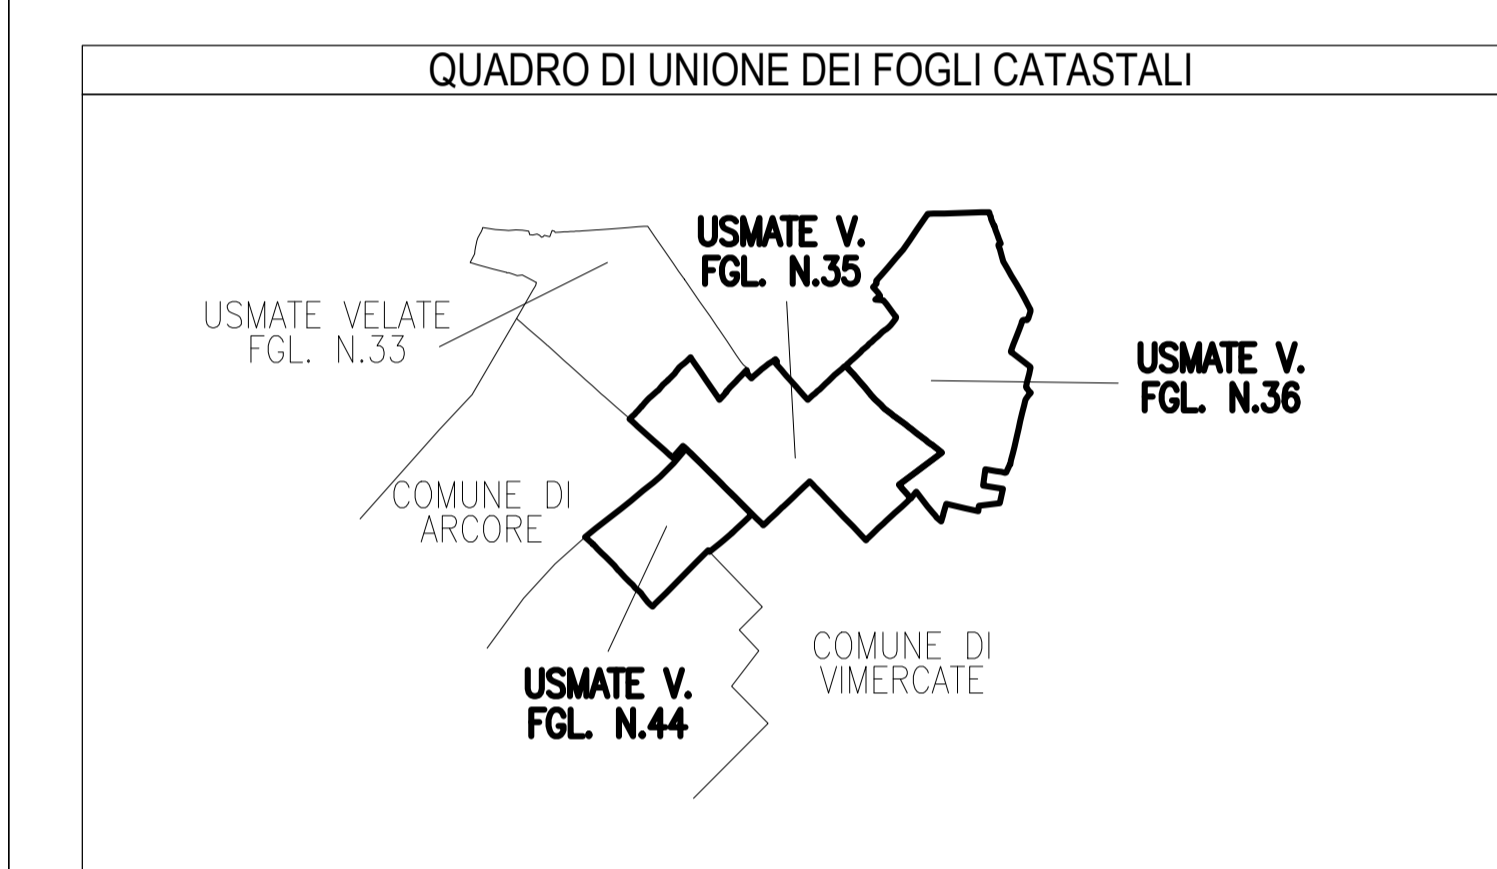 QUADRO DI UNIONE DEI FOGLI CATASTALI
USMATE V.
FGL. N.35
USMATE VELATE
FGL. N.33
USMATE V.
FGL. N.36
COMUNE DI
ARCORE
COMUNE DI
VIMERCATE
USMATE V.
FGL. N.44